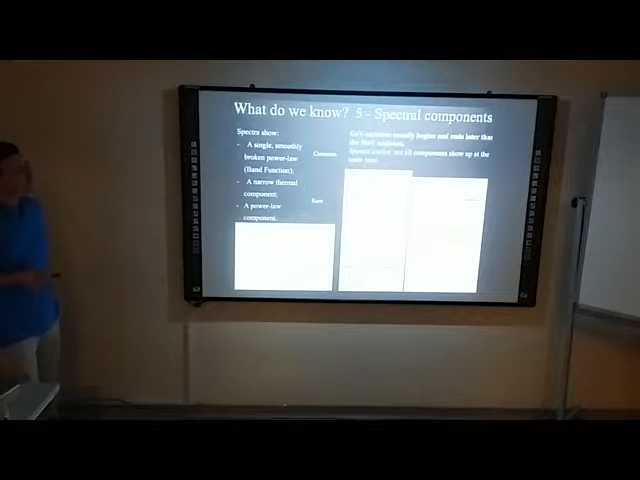 What do we know? 5 - Spectral components
Spectra show:
- A single, smoothly
broken power-law
(Band Function);
- A narrow thermal
component;
- A power-law
component.
Common
Rare
GeV emission usually begins and ends later than
the MeV emission.
Spectra evolve: not all components show up at the
same time